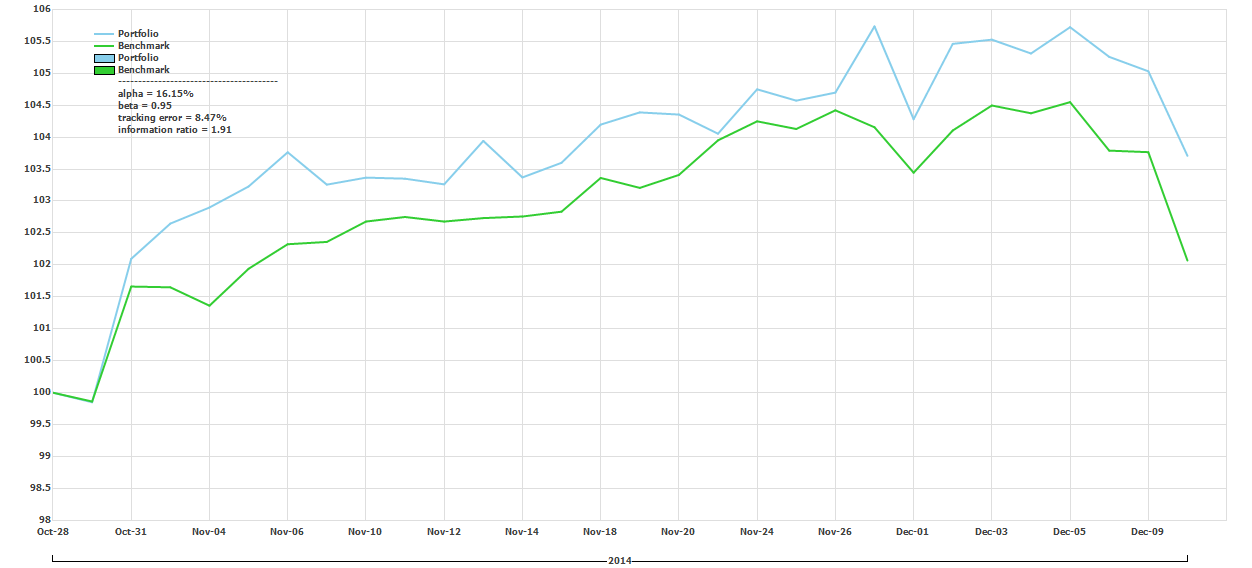 106
105.5
105
104.5
104
103.5
103
102.5
102
101.5
101
100.5
100
99.5
99
98.5
98
Portfolio
Benchmark
Portfolio
Benchmark
----------------------------------------
alpha = 16.15%
beta = 0.95
tracking error = 8.47%
information ratio = 1.91
Oct-28 Oct-31 Nov-04 Nov-06 Nov-10 Nov-12 Nov-14 Nov-18 Nov-20 Nov-24 Nov-26 Dec-01 Dec-03 Dec-05 Dec-09
2014